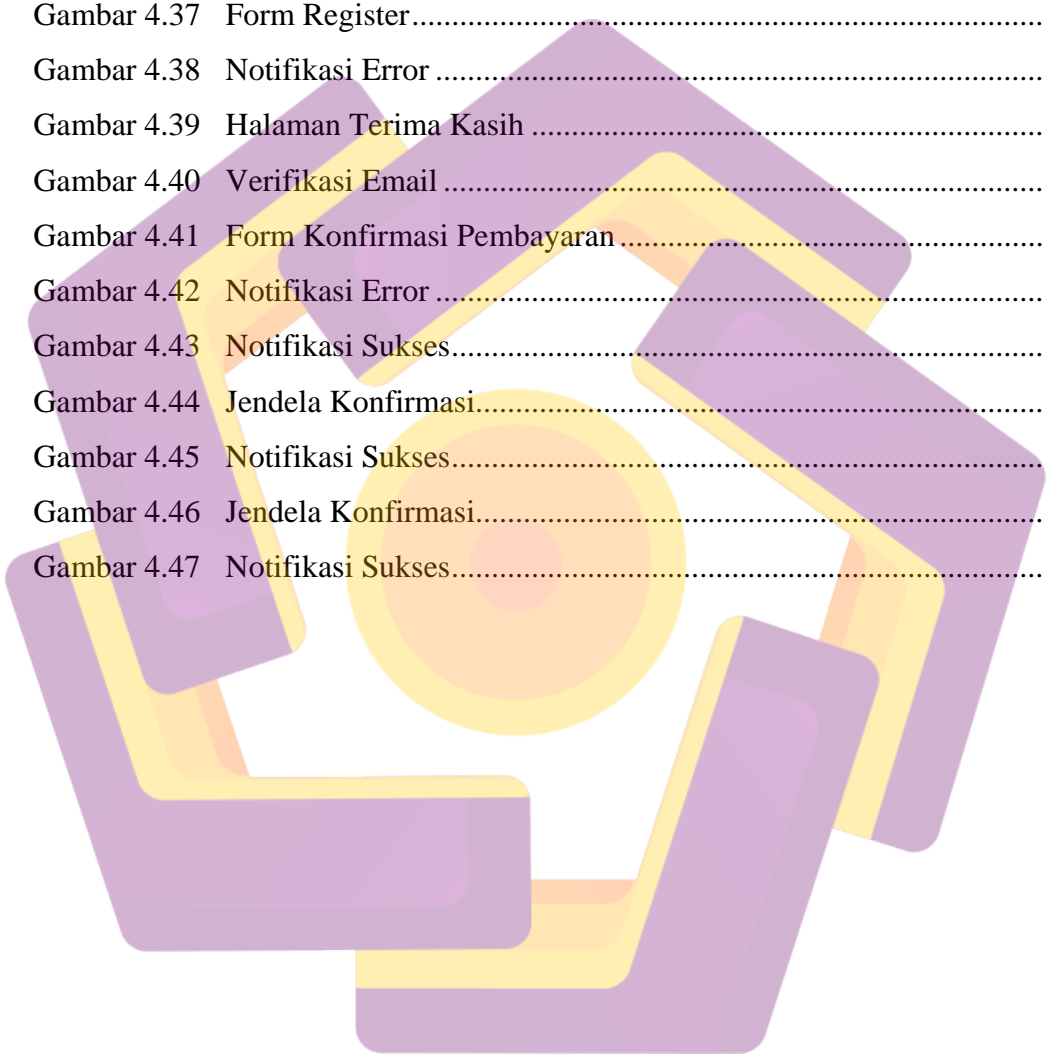 Gambar 4.37 Form Register................................................................................
Gambar 4.38 Notifikasi Error .............................................................................
Gambar 4.39 Halaman Terima Kasih .................................................................
Gambar 4.40 Verifikasi Email ............................................................................
Gambar 4.41 Form Konfirmasi Pembayaran ......................................................
Gambar 4.42 Notifikasi Error .............................................................................
Gambar 4.43 Notifikasi Sukses...........................................................................
Gambar 4.44 Jendela Konfirmasi........................................................................
Gambar 4.45 Notifikasi Sukses...........................................................................
Gambar 4.46 Jendela Konfirmasi........................................................................
Gambar 4.47 Notifikasi Sukses...........................................................................